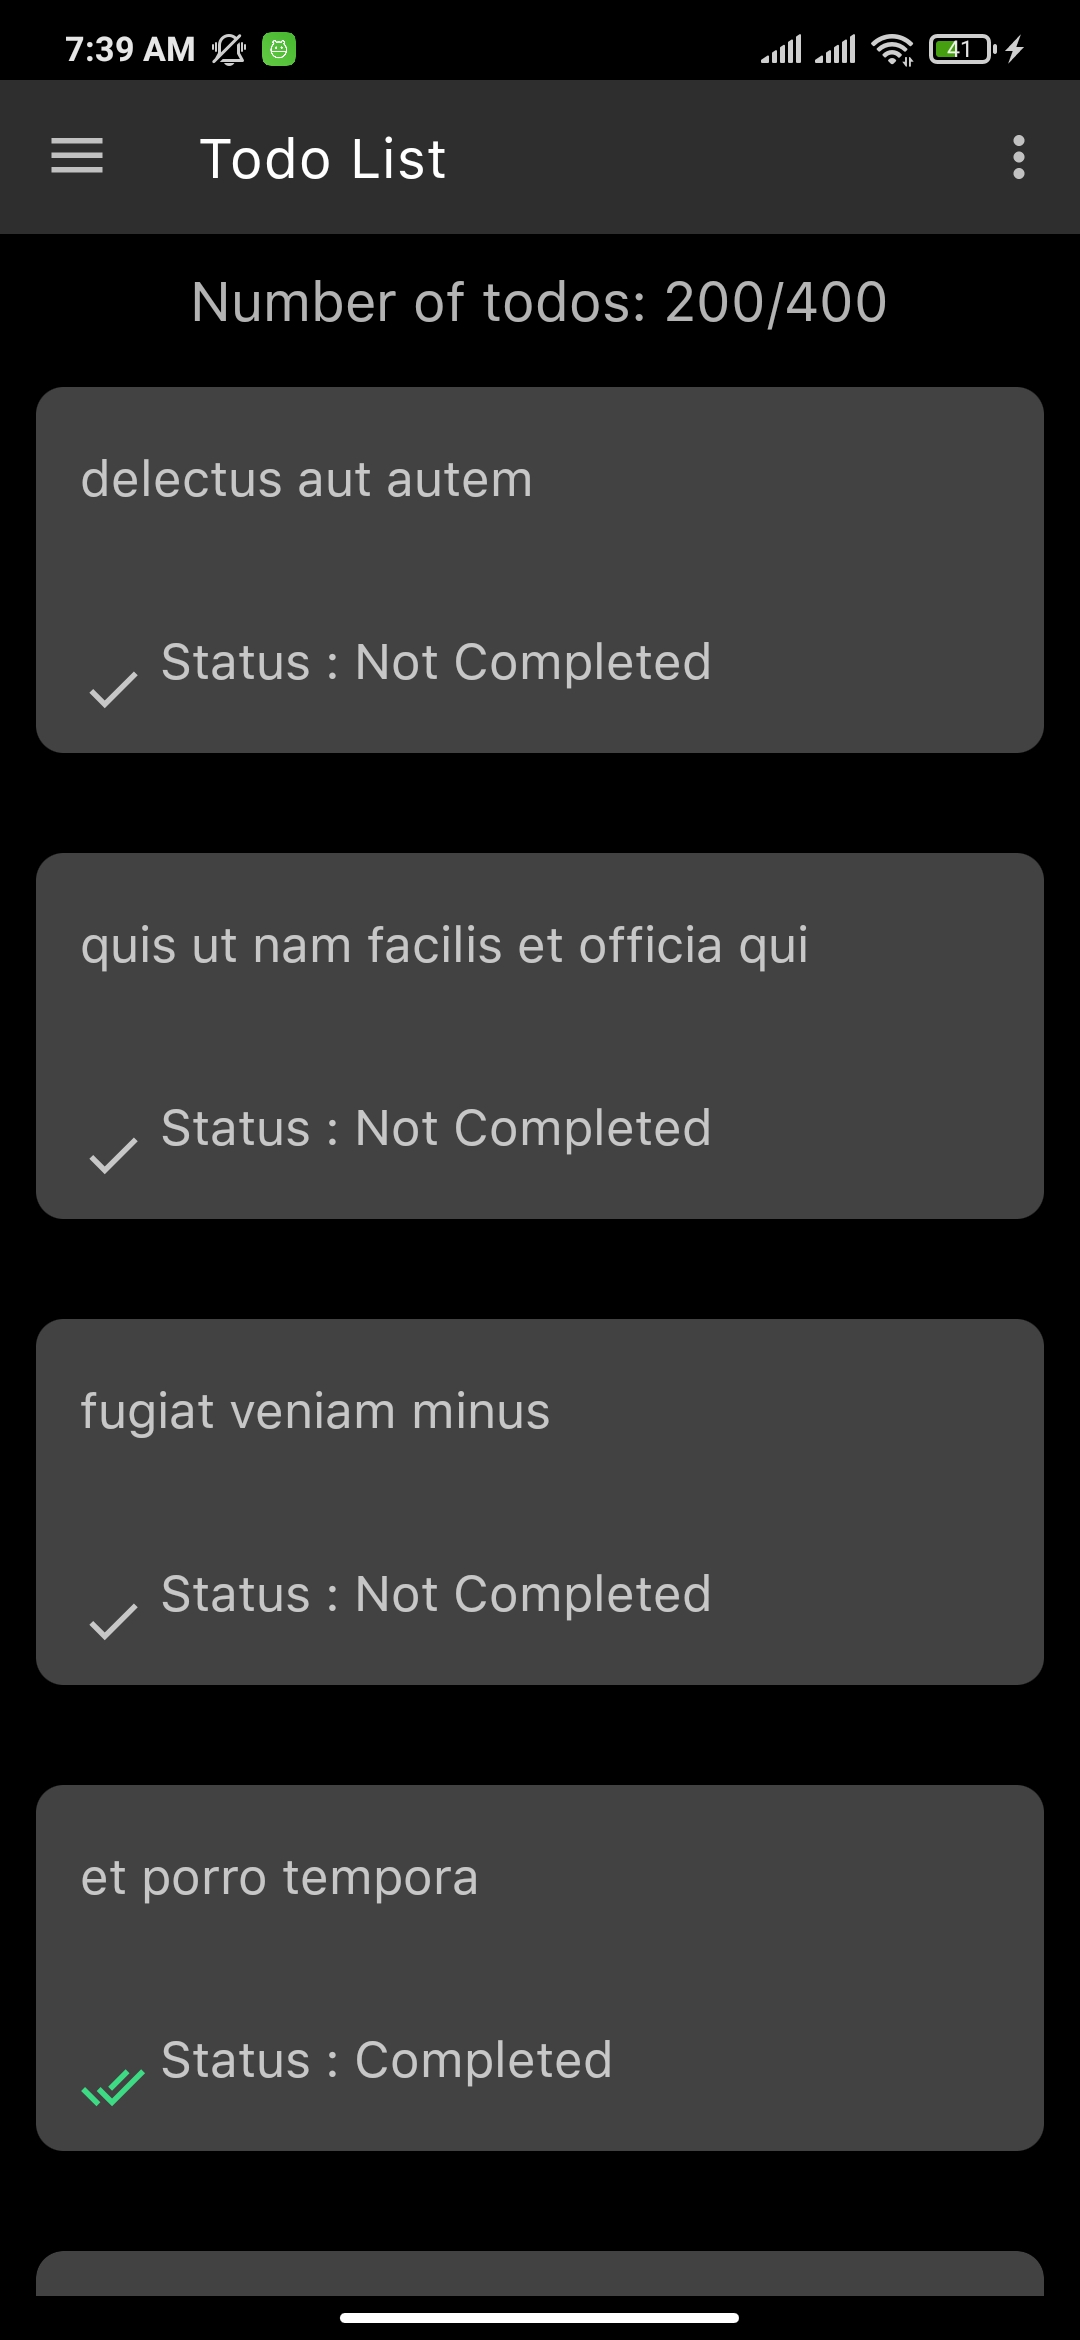 7:39 AM
41
Todo List
Number of todos: 200/400
delectus aut autem
Status : Not Completed
quis ut nam facilis et officia qui
Status : Not Completed
fugiat veniam minus
Status : Not Completed
et porro tempora
Status : Completed